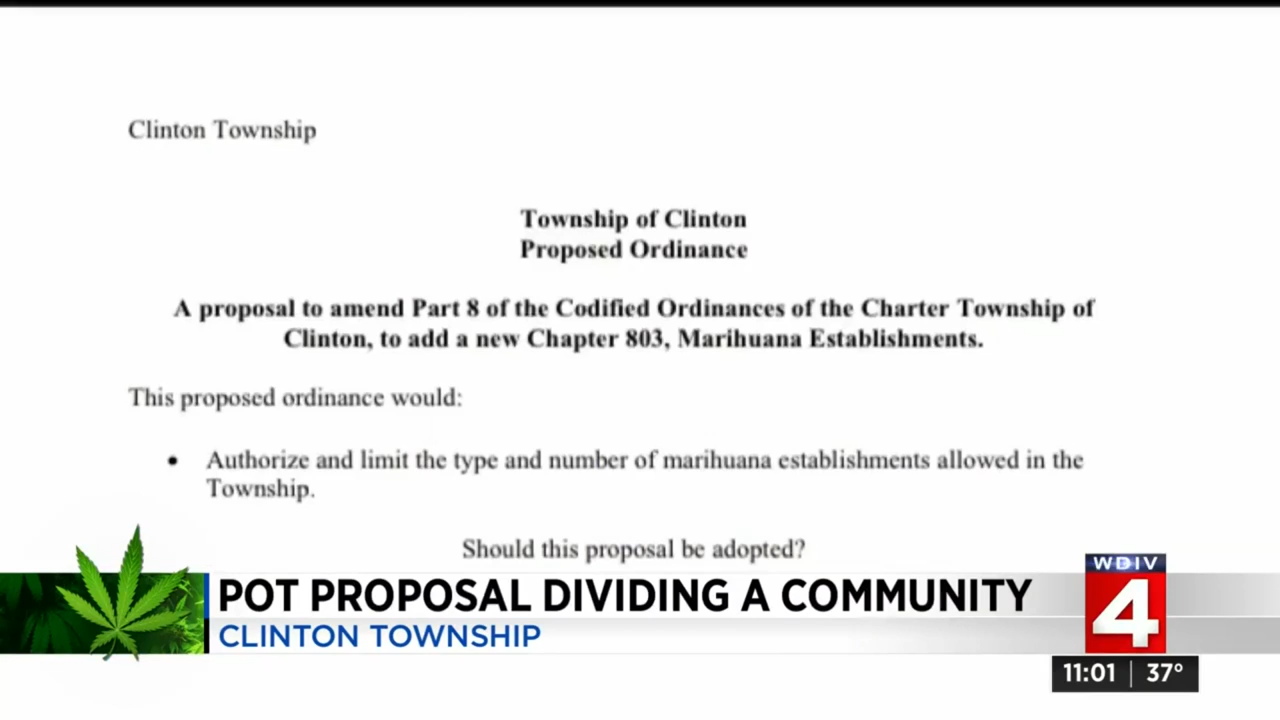 Clinton Township
Township of Clinton
Proposed Ordinance
A proposal to amend Part 8 of the Codified Ordinances of the Charter Township of
Clinton, to add a new Chapter 803, Marihuana Establishments.
This proposed ordinance would:
• Authorize and limit the type and number of marihuana establishments allowed in the
Township.
Should this proposal be adopted?
POT PROPOSAL DIVIDING A COMMUNITY
CLINTON TOWNSHIP
WDIV
4
11:01 | 37°